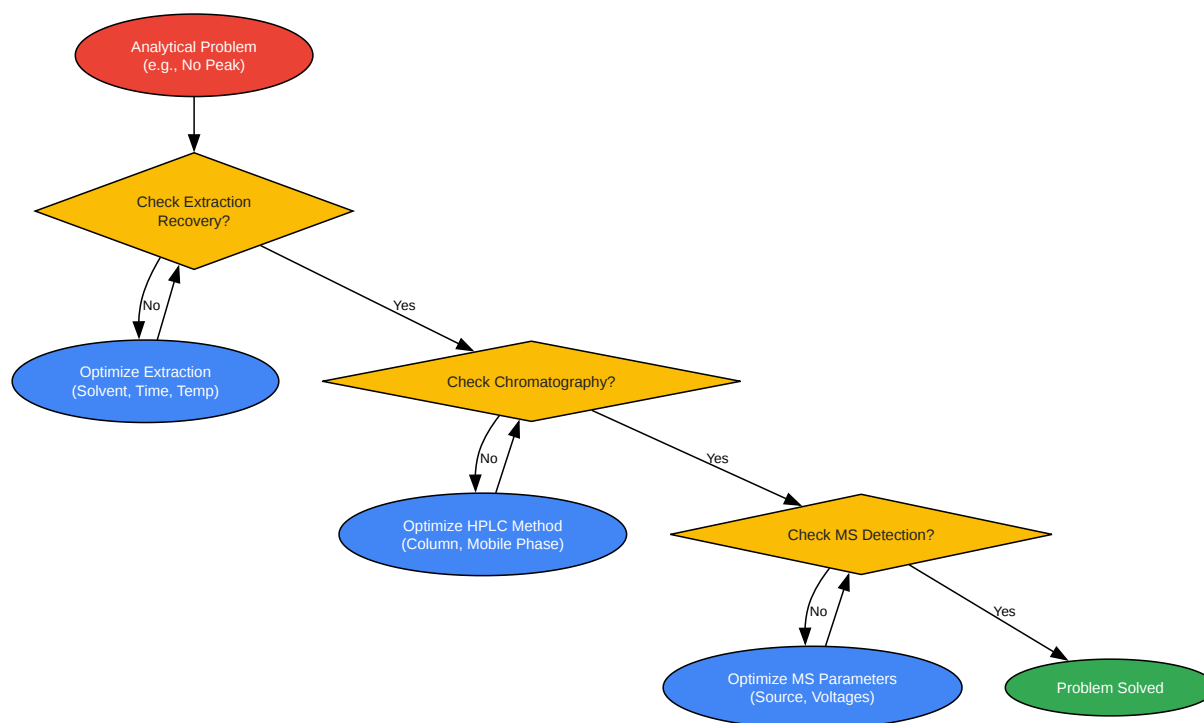 Analytical Problem
(e.g., No Peak)
Check Extraction
Recovery?
No
Yes
Optimize Extraction
(Solvent, Time, Temp)
Check Chromatography?
No
Yes
Optimize HPLC Method
(Column, Mobile Phase)
Check MS Detection?
No
Yes
Optimize MS Parameters
(Source, Voltages)
Problem Solved